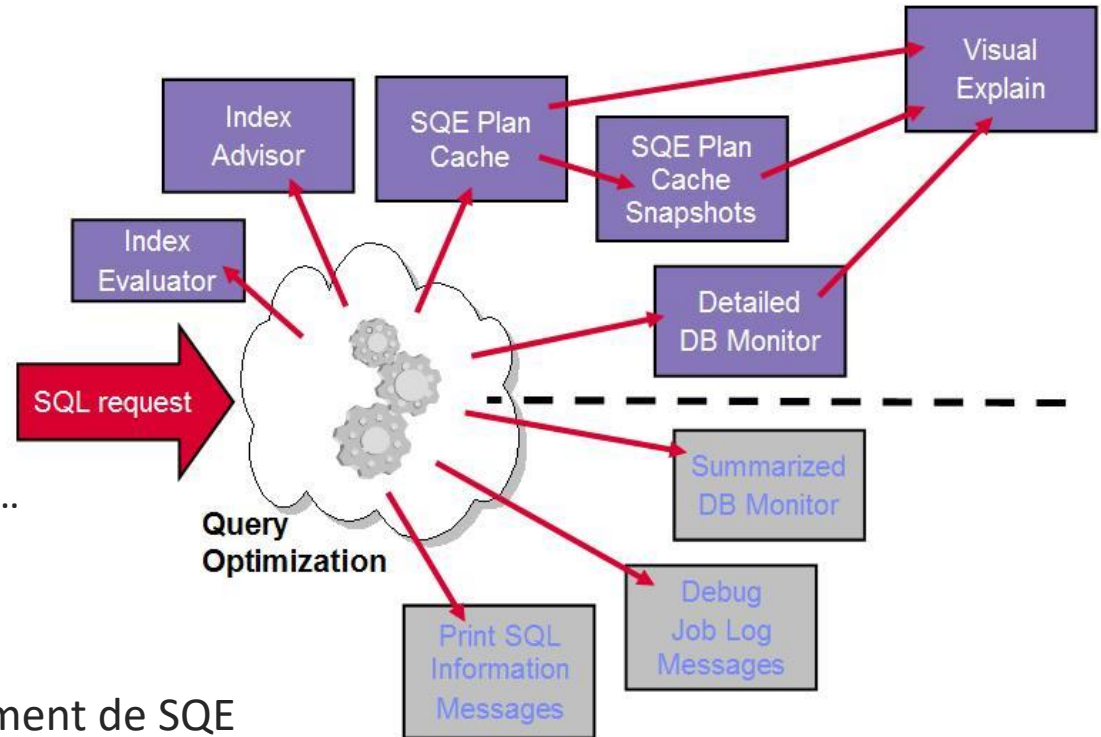 Visual
Explain
Index
Advisor
SQE Plan
Cache
SQE Plan
Cache
Snapshots
Index
Evaluator
Detailed
DB Monitor
SQL request
..
Summarized
DB Monitor
Query
Optimization
Debug
Job Log
Messages
Print SQL
Information
Messages
ment de SQE